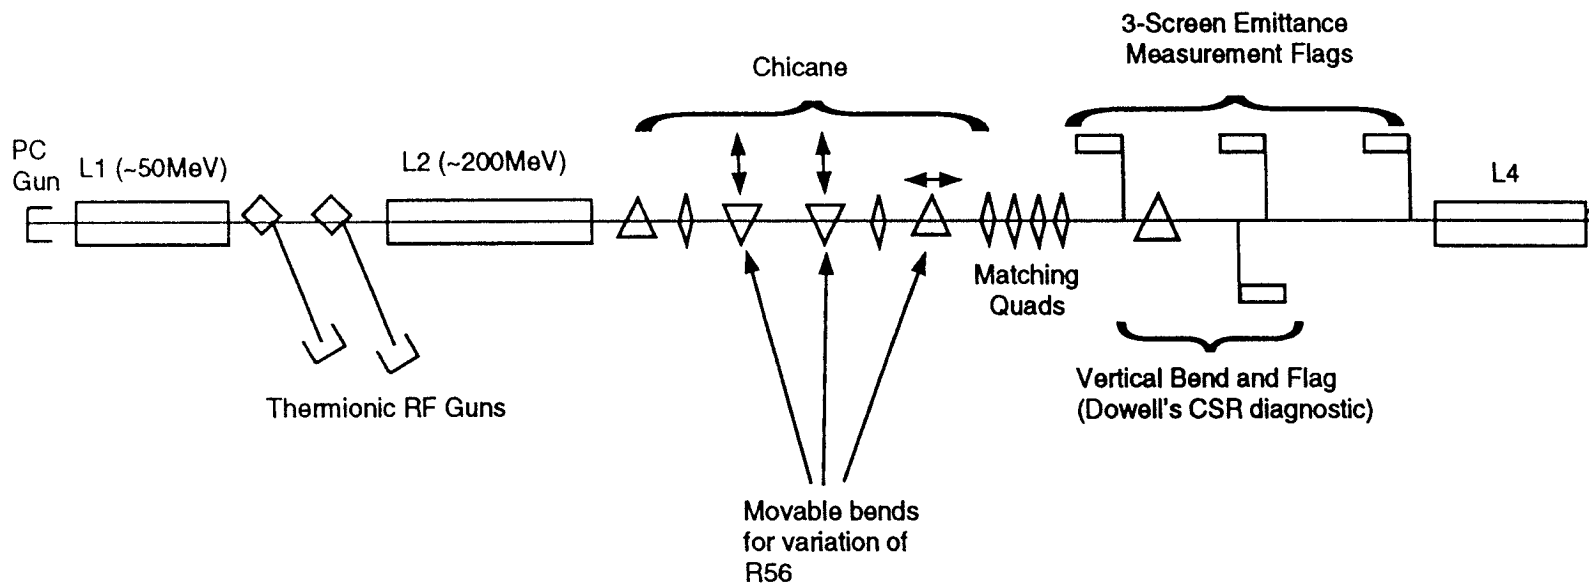 3-Screen Emittance
Measurement Flags
Chicane
PC
Gun
L1 (~50MeV)
L2 (~200MeV)
L4
Matching
Quads
Thermionic RF Guns
Vertical Bend and Flag
(Dowell's CSR diagnostic)
Movable bends
for variation of
R56